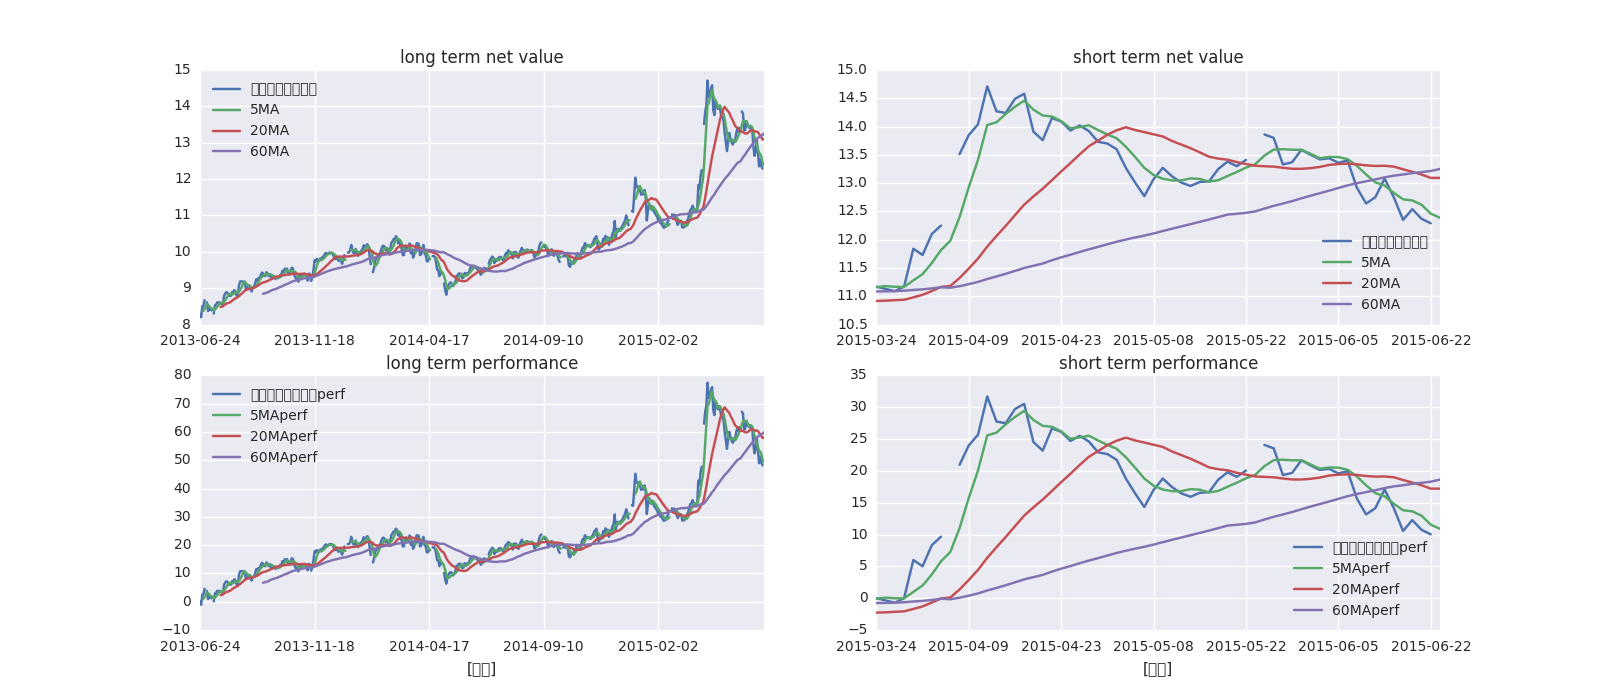 long term net value
15
14
13
12
11
10
9
8
5MA
20MA
60MA
2013-06-24 2013-11-18 2014-04-17 2014-09-10 2015-02-02
short term net value
15.0
14.5
14.0
13.5
13.0
12.5
12.0
11.5
11.0
10.5
5MA
20MA
60MA
2015-03-24 2015-04-09 2015-04-23 2015-05-08 2015-05-22 2015-06-05 2015-06-22
long term performance
80
70
60
50
40
30
20
10
0
−10
perf
5MAperf
20MAperf
60MAperf
2013-06-24 2013-11-18 2014-04-17 2014-09-10 2015-02-02
short term performance
35
30
25
20
15
10
5
0
−5
perf
5MAperf
20MAperf
60MAperf
2015-03-24 2015-04-09 2015-04-23 2015-05-08 2015-05-22 2015-06-05 2015-06-22